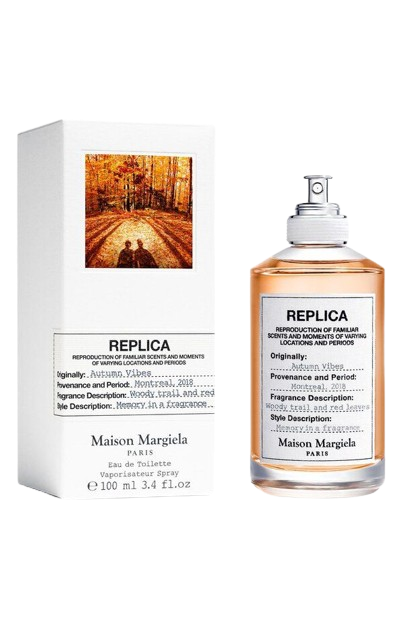 REPLICA
REPRODUCTION OF FAMILIAR SCENTS AND MOMENTS
OF VARYING LOCATIONS AND PERIODS
Originally: Autumn Vibes
Provenance and Period: Montreal, 2018
Fragrance Description: Woody trail and red
Style Description: Memory in a fragrance
Maison Margiela
PARIS
Eau de Toilette
Vaporisateur Spray
℮ 100 ml 3.4 fl.oz
REPLICA
REPRODUCTION OF FAMILIAR
SCENTS AND MOMENTS OF VARYING
LOCATIONS AND PERIODS
Originally:
Autumn Vibes
Provenance and Period:
Montreal, 2018
Fragrance Description:
Woody trail and red leaves
Style Description:
Memory in a fragrance
Maison Margiela
PARIS